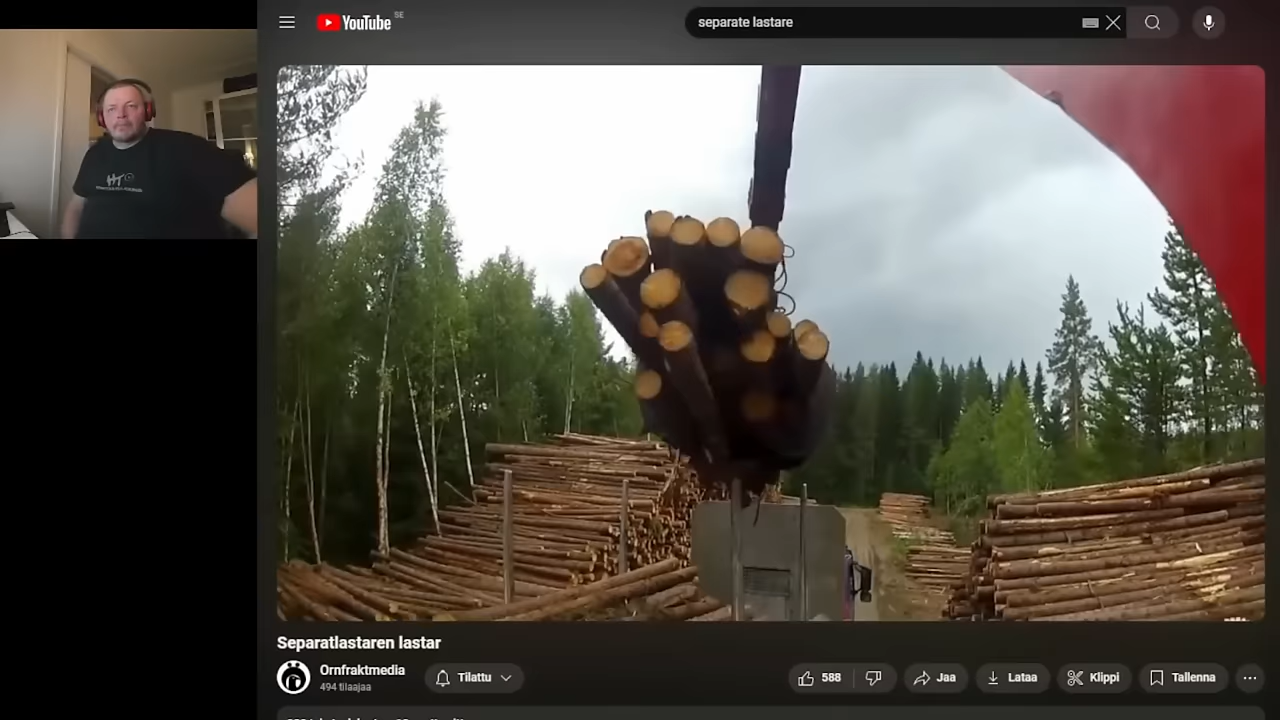 YouTube SE
separate lastare
Separatlastaren lastar
Ornfraktmedia
494 tilaajaa
Tilattu
588
Jaa
Lataa
Klippi
Tallenna